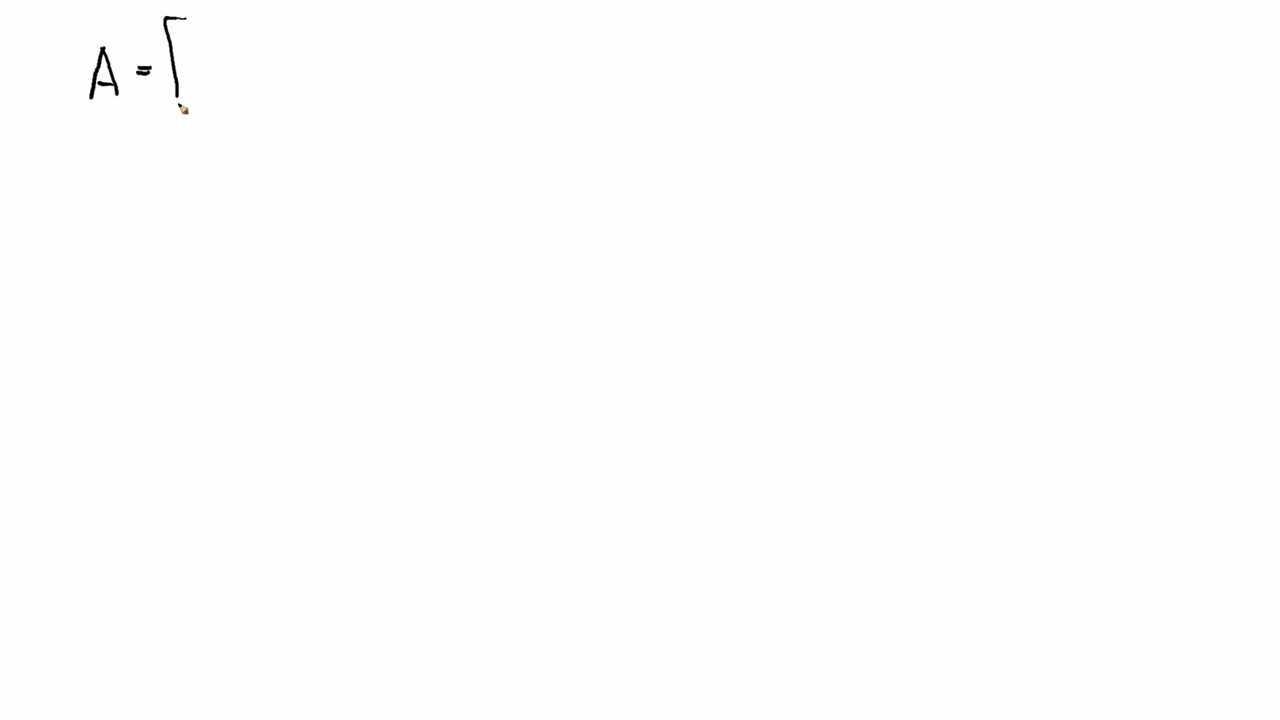 A = [